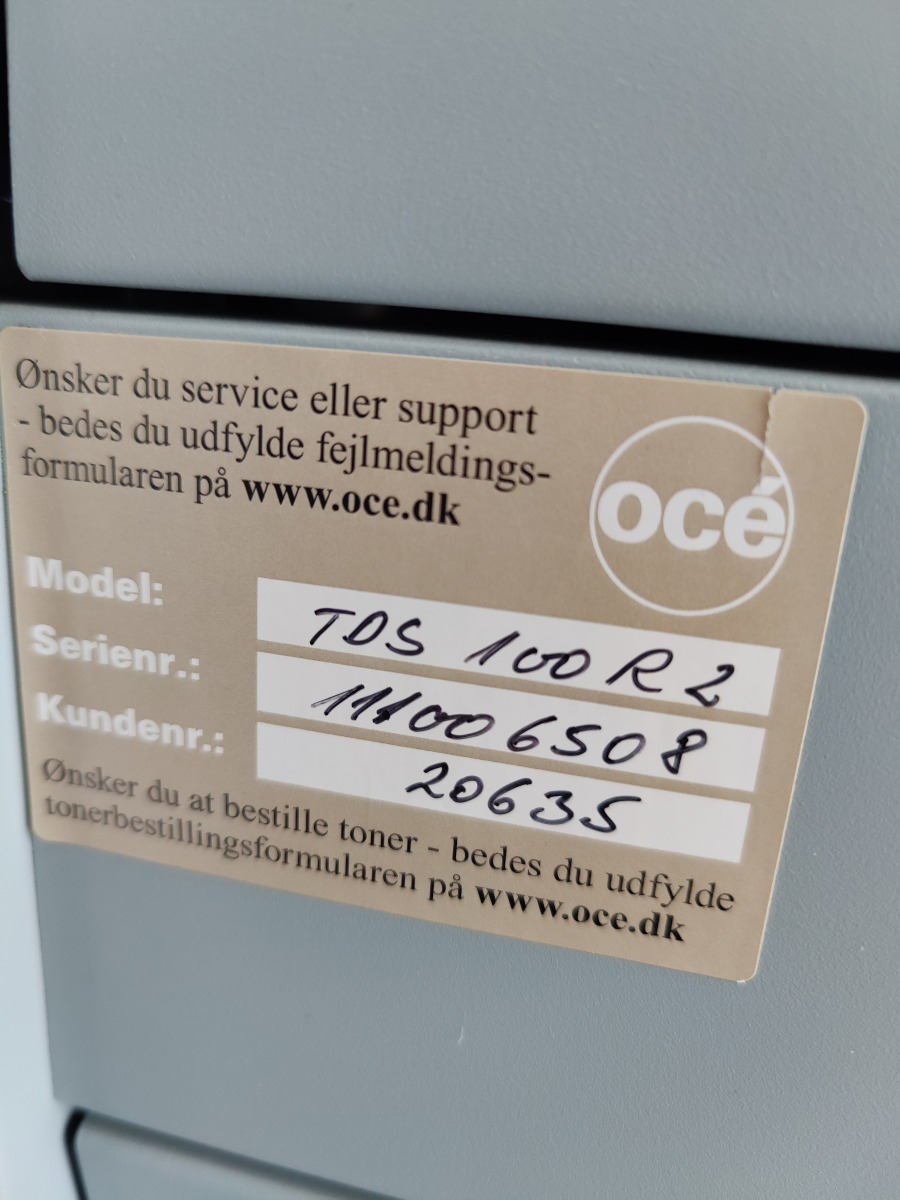 Ønsker du service eller support
- bedes du udfylde fejlmeldings-
formularen på www.oce.dk
océ
Model: TDS 100 R2
Serienr.: 111006508
Kundenr.: 20635
Ønsker du at bestille toner - bedes du udfylde
tonerbestillingsformularen på www.oce.dk